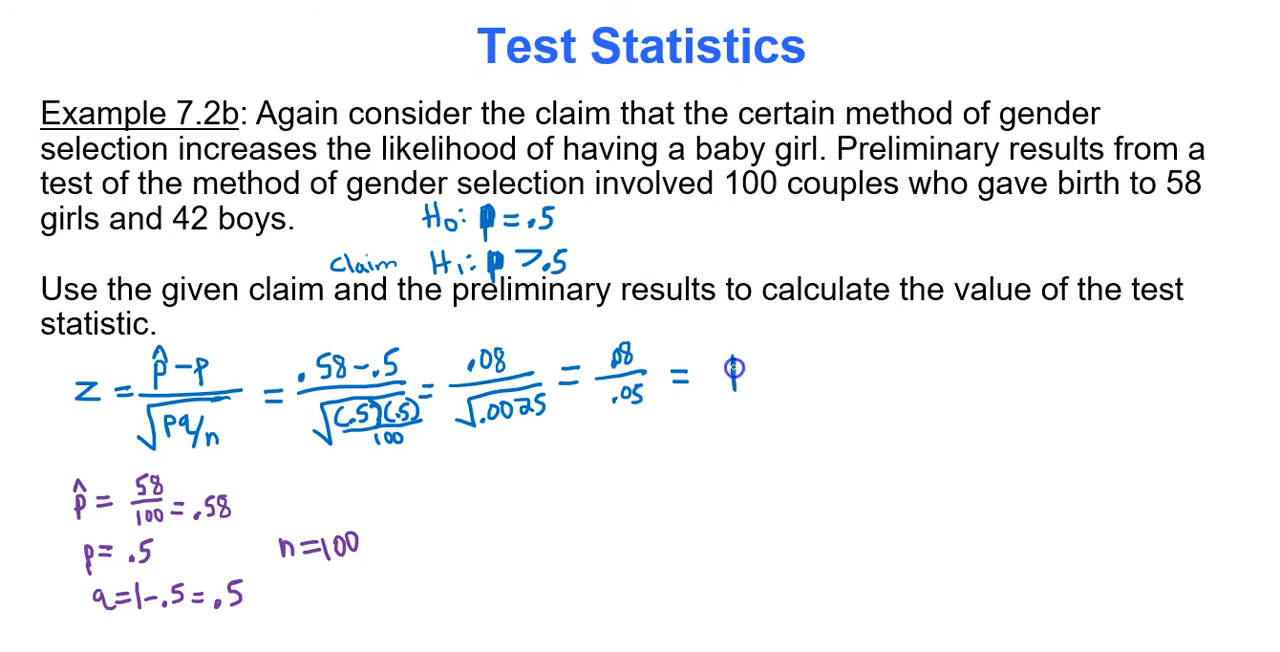 Test Statistics
Example 7.2b: Again consider the claim that the certain method of gender
selection increases the likelihood of having a baby girl. Preliminary results from a
test of the method of gender selection involved 100 couples who gave birth to 58
girls and 42 boys.
H₀: p = .5
Claim H₁: p > .5
Use the given claim and the preliminary results to calculate the value of the test
statistic.
z = (p̂ - p)/√(pq/n) = (.58 - .5)/√((.5)(.5)/100) = .08/√.0025 = .08/.05 =
p̂ = 58/100 = .58
p = .5 n = 100
q = 1 - .5 = .5